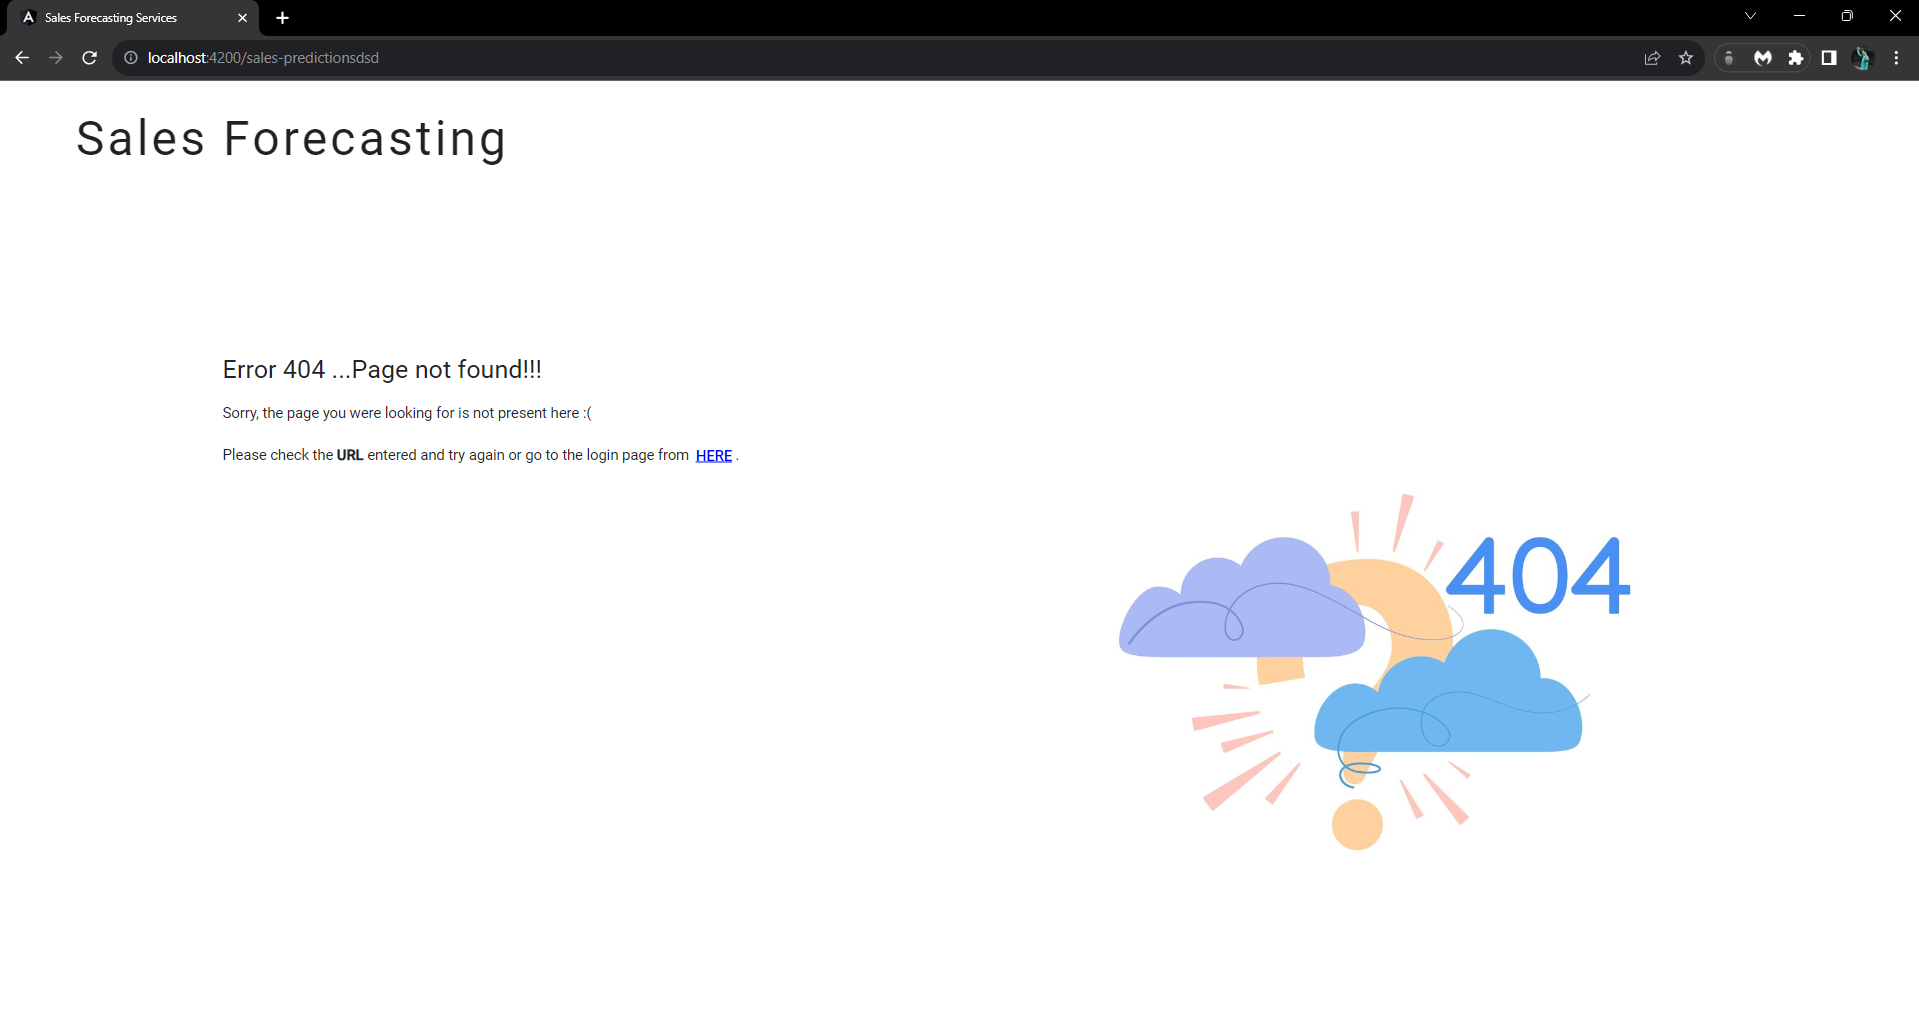 Sales Forecasting Services
localhost:4200/sales-predictionsdsd
Sales Forecasting
Error 404 ...Page not found!!!
Sorry, the page you were looking for is not present here :(
Please check the URL entered and try again or go to the login page from HERE .
404